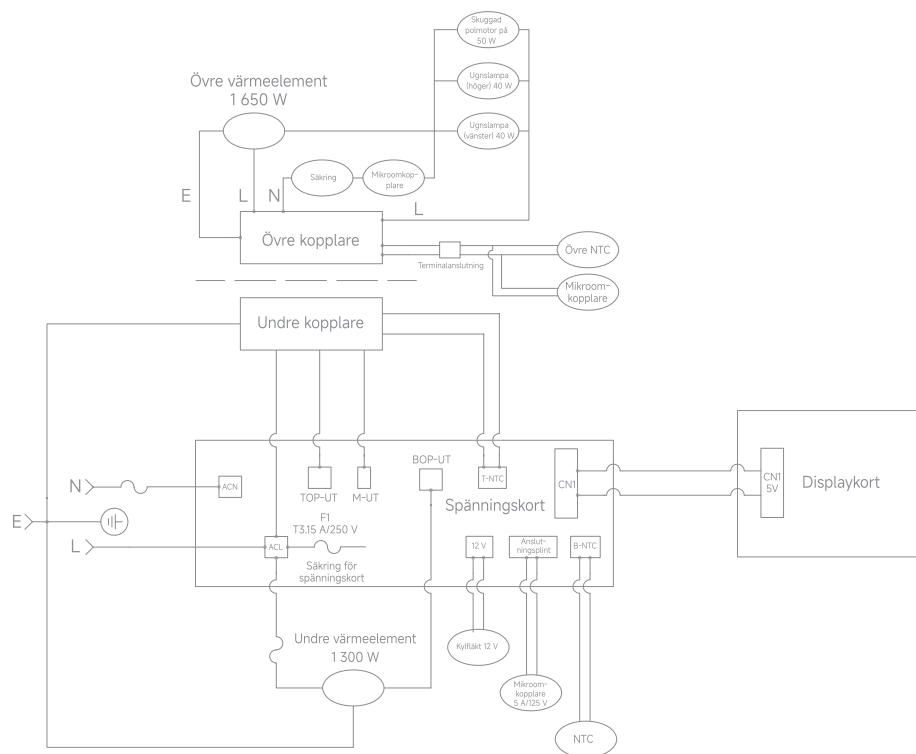 Skuggad
polmotor på
50 W
Övre värmeelement
1 650 W
Ugnslampa
(höger) 40 W
Ugnslampa
(vänster) 40 W
E
L
N
Säkring
Mikroomkop-
plare
L
Övre kopplare
Terminalanslutning
Övre NTC
Mikroom-
kopplare
Undre kopplare
BOP-UT
N
ACN
TOP-UT
M-UT
T-NTC
Spänningskort
CN1
CN1
5V
Displaykort
E
F1
T3.15 A/250 V
L
ACL
Säkring för
spänningskort
12 V
Anslut-
ningsplint
B-NTC
Undre värmeelement
1 300 W
Kylfläkt 12 V
Mikroom-
kopplare
5 A/125 V
NTC